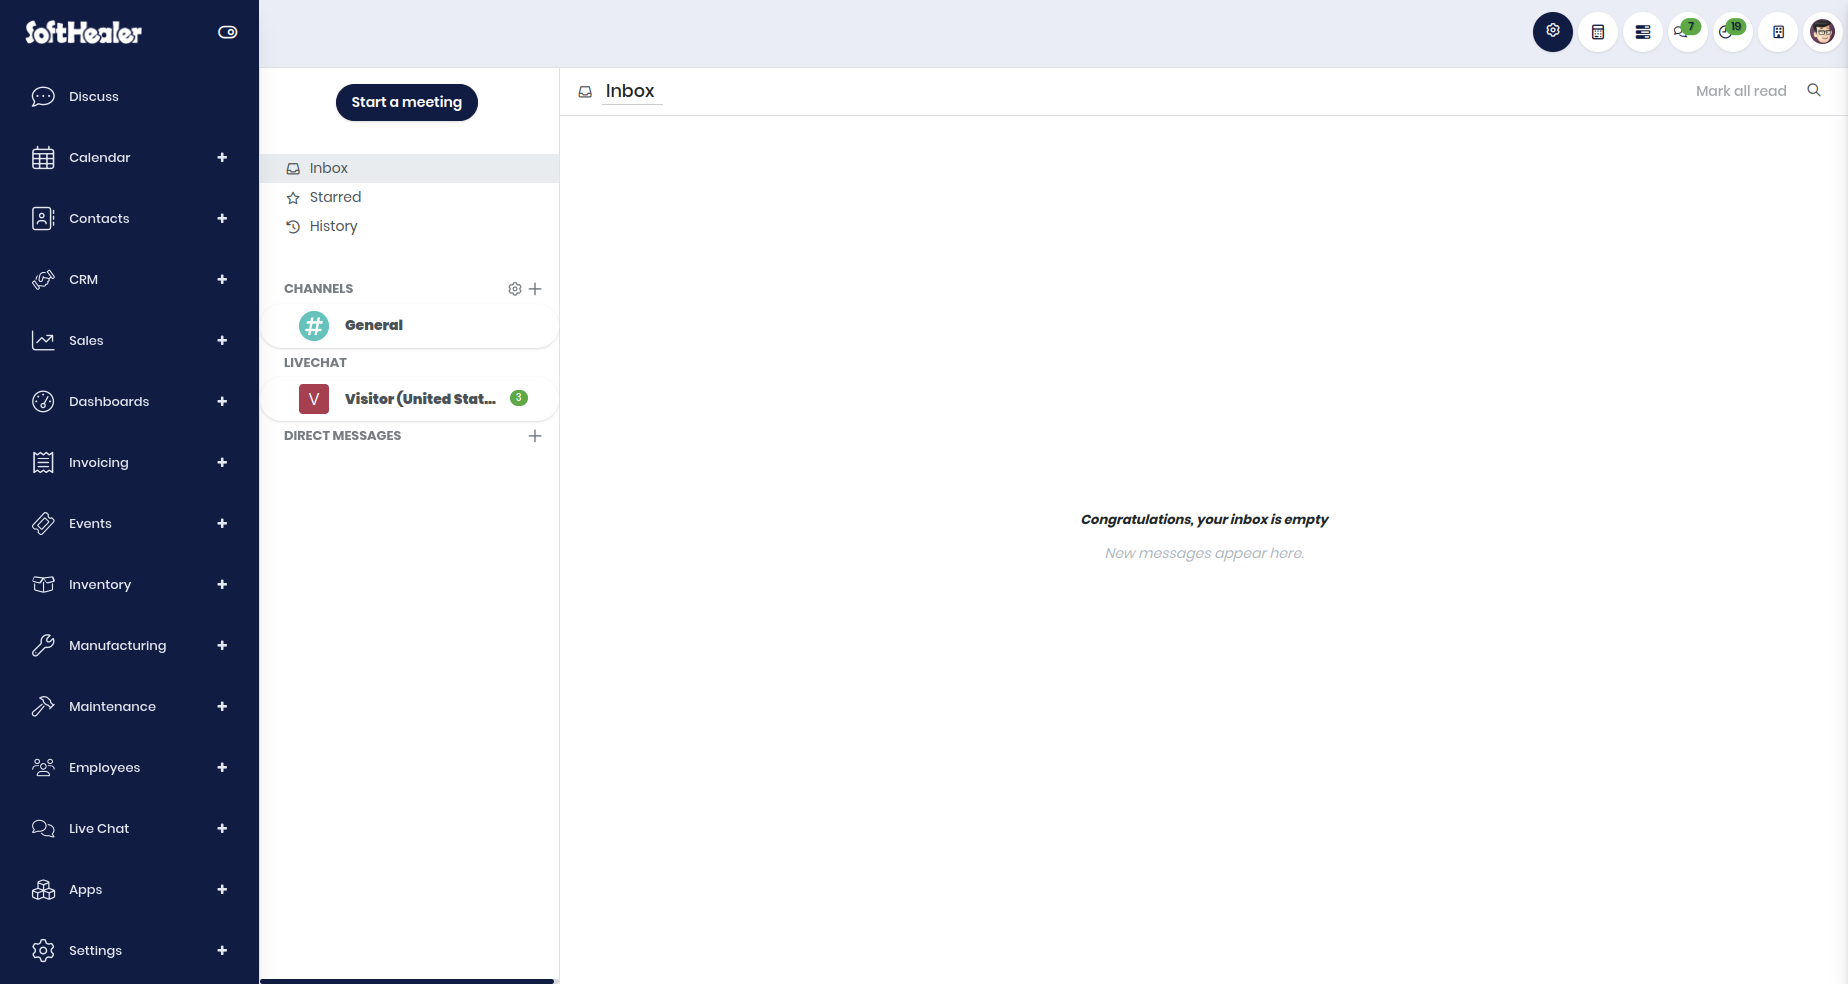 SoftHealer
Discuss
Calendar
Contacts
CRM
Sales
Dashboards
Invoicing
Events
Inventory
Manufacturing
Maintenance
Employees
Live Chat
Apps
Settings
Start a meeting
Inbox
Starred
History
CHANNELS
General
LIVECHAT
V Visitor (United Stat... 3
DIRECT MESSAGES
7 19
Inbox Mark all read
Congratulations, your inbox is empty
New messages appear here.